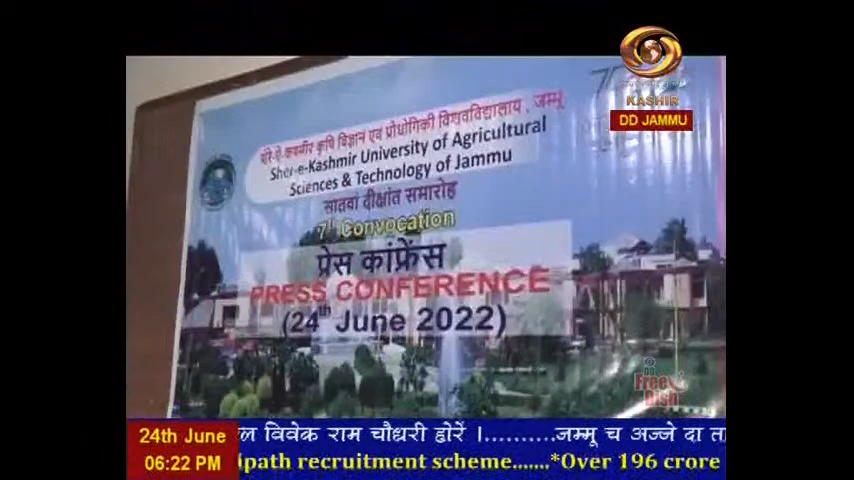 KASHIR
DD JAMMU
शेर-ऐ-कश्मीर कृषि विज्ञान एवं प्रौधोगिकी विश्वविद्यालाय , जम्मू
Sher-e-Kashmir University of Agricultural
Sciences & Technology of Jammu
सातवां दीक्षांत समारोह
7th Convocation
प्रेस कांफ्रेंस
PRESS CONFERENCE
(24th June 2022)
DD
Free
Dish
24th June
06:22 PM
ल विवेक राम चौधरी होरें ।..........जम्मू च अज्जे दा
path recruitment scheme.......*Over 196 crore